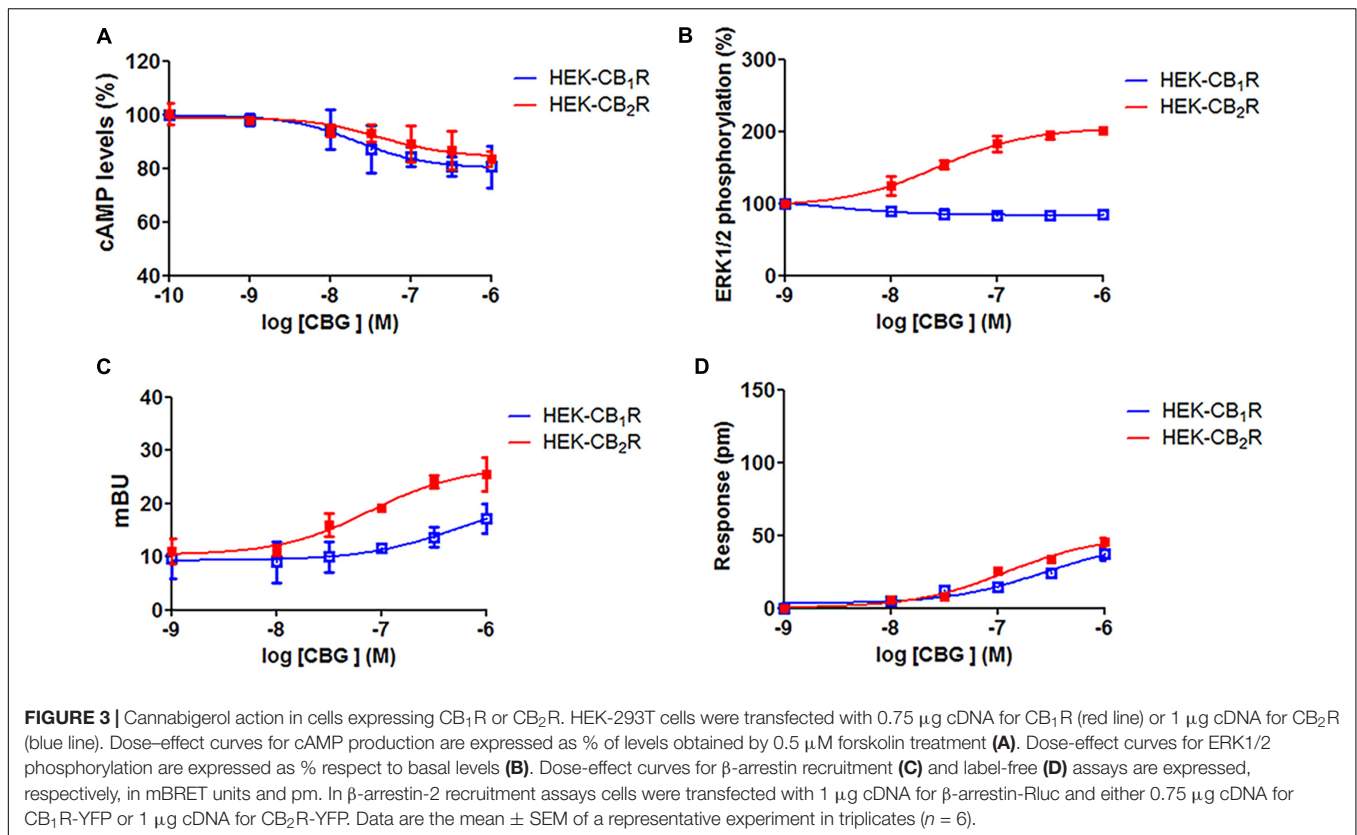 A
120
100
80
60
40
cAMP levels (%)
-10 -9 -8 -7 -6
log [CBG ] (M)
HEK-CB₁R
HEK-CB₂R
B
300
200
100
0
ERK1/2 phosphorylation (%)
-9 -8 -7 -6
log [CBG ] (M)
HEK-CB₁R
HEK-CB₂R
C
40
30
20
10
0
mBU
-9 -8 -7 -6
log [CBG ] (M)
HEK-CB₁R
HEK-CB₂R
D
150
100
50
0
Response (pm)
-9 -8 -7 -6
log [CBG ] (M)
HEK-CB₁R
HEK-CB₂R
FIGURE 3 | Cannabigerol action in cells expressing CB₁R or CB₂R. HEK-293T cells were transfected with 0.75 μg cDNA for CB₁R (red line) or 1 μg cDNA for CB₂R
(blue line). Dose–effect curves for cAMP production are expressed as % of levels obtained by 0.5 μM forskolin treatment (A). Dose-effect curves for ERK1/2
phosphorylation are expressed as % respect to basal levels (B). Dose-effect curves for β-arrestin recruitment (C) and label-free (D) assays are expressed,
respectively, in mBRET units and pm. In β-arrestin-2 recruitment assays cells were transfected with 1 μg cDNA for β-arrestin-Rluc and either 0.75 μg cDNA for
CB₁R-YFP or 1 μg cDNA for CB₂R-YFP. Data are the mean ± SEM of a representative experiment in triplicates (n = 6).